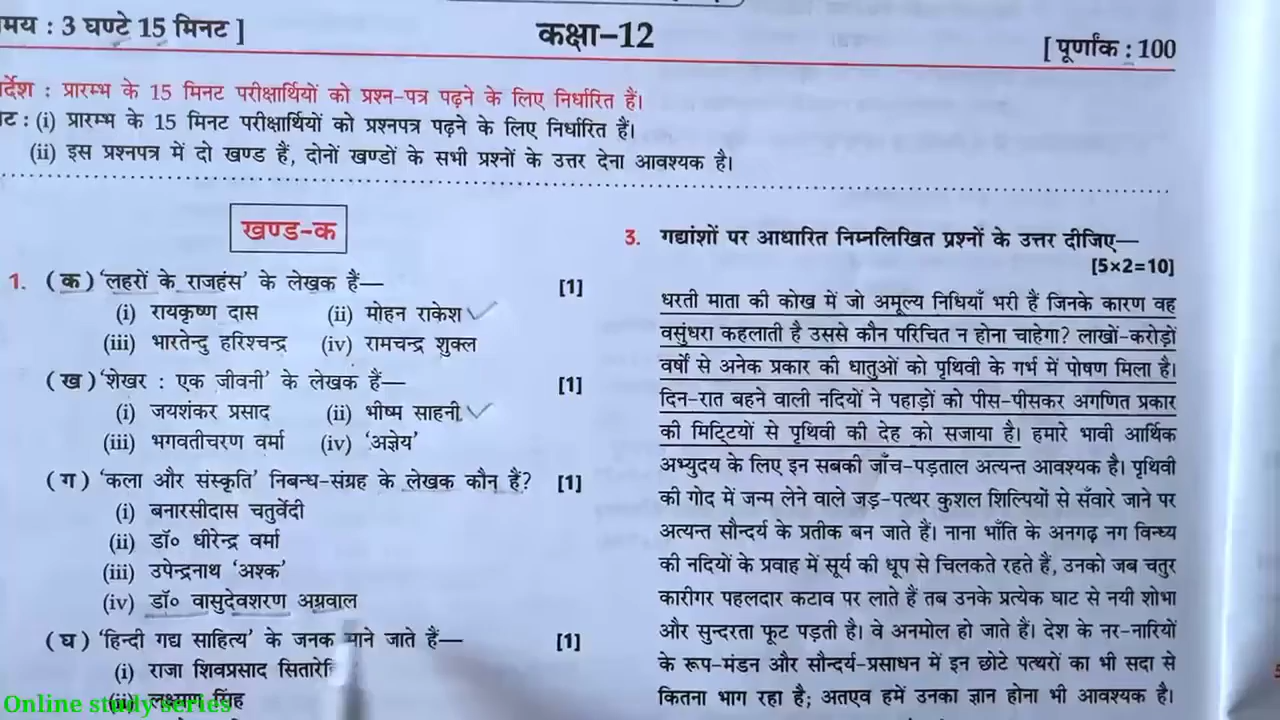 मय : 3 घण्टे 15 मिनट ]
कक्षा–12
[ पूर्णांक : 100
र्देश : प्रारम्भ के 15 मिनट परीक्षार्थियों को प्रश्न-पत्र पढ़ने के लिए निर्धारित हैं।
ट : (i) प्रारम्भ के 15 मिनट परीक्षार्थियों को प्रश्नपत्र पढ़ने के लिए निर्धारित हैं।
(ii) इस प्रश्नपत्र में दो खण्ड हैं, दोनों खण्डों के सभी प्रश्नों के उत्तर देना आवश्यक है।
खण्ड-क
1. (क) ‘लहरों के राजहंस’ के लेखक हैं— [1]
(i) रायकृष्ण दास (ii) मोहन राकेश
(iii) भारतेन्दु हरिश्चन्द्र (iv) रामचन्द्र शुक्ल
(ख) ‘शेखर : एक जीवनी’ के लेखक हैं— [1]
(i) जयशंकर प्रसाद (ii) भीष्म साहनी
(iii) भगवतीचरण वर्मा (iv) ‘अज्ञेय’
(ग) ‘कला और संस्कृति’ निबन्ध-संग्रह के लेखक कौन हैं? [1]
(i) बनारसीदास चतुर्वेदी
(ii) डॉ० धीरेन्द्र वर्मा
(iii) उपेन्द्रनाथ ‘अश्क’
(iv) डॉ० वासुदेवशरण अग्रवाल
(घ) ‘हिन्दी गद्य साहित्य’ के जनक माने जाते हैं— [1]
(i) राजा शिवप्रसाद
(ii) लक्ष्मण सिंह
3. गद्यांशों पर आधारित निम्नलिखित प्रश्नों के उत्तर दीजिए—
[5×2=10]
धरती माता की कोख में जो अमूल्य निधियाँ भरी हैं जिनके कारण वह
वसुंधरा कहलाती है उससे कौन परिचित न होना चाहेगा? लाखों-करोड़ों
वर्षों से अनेक प्रकार की धातुओं को पृथिवी के गर्भ में पोषण मिला है।
दिन-रात बहने वाली नदियों ने पहाड़ों को पीस-पीसकर अगणित प्रकार
की मिट्टियों से पृथिवी की देह को सजाया है। हमारे भावी आर्थिक
अभ्युदय के लिए इन सबकी जाँच-पड़ताल अत्यन्त आवश्यक है। पृथिवी
की गोद में जन्म लेने वाले जड़-पत्थर कुशल शिल्पियों से सँवारे जाने पर
अत्यन्त सौन्दर्य के प्रतीक बन जाते हैं। नाना भाँति के अनगढ़ नग विन्ध्य
की नदियों के प्रवाह में सूर्य की धूप से चिलकते रहते हैं, उनको जब चतुर
कारीगर पहलदार कटाव पर लाते हैं तब उनके प्रत्येक घाट से नयी शोभा
और सुन्दरता फूट पड़ती है। वे अनमोल हो जाते हैं। देश के नर-नारियों
के रूप-मंडन और सौन्दर्य-प्रसाधन में इन छोटे पत्थरों का भी सदा से
कितना भाग रहा है; अतएव हमें उनका ज्ञान होना भी आवश्यक है।
Online study series